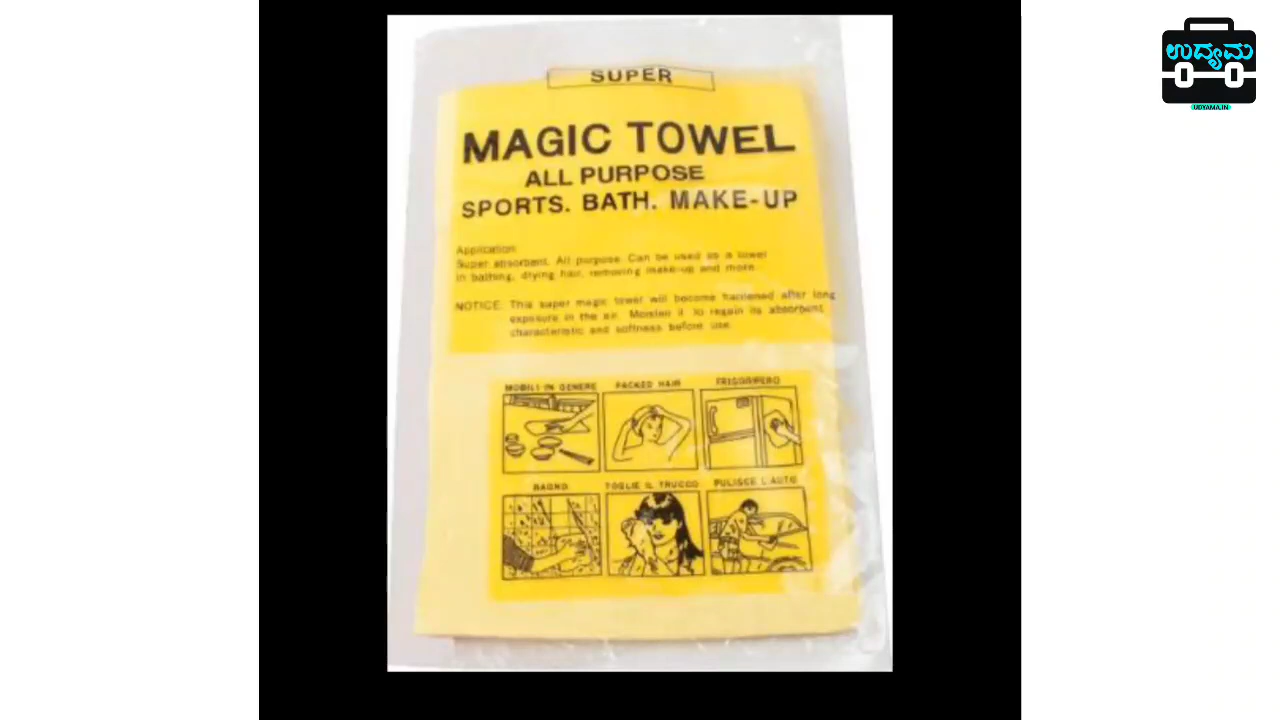 SUPER
MAGIC TOWEL
ALL PURPOSE
SPORTS. BATH. MAKE-UP
Application
Super absorbent. All purpose. Can be used as a towel
in bathing, drying hair, removing make-up and more.
NOTICE: This super magic towel will become hardened after long
exposure in the air. Moisten it to regain its absorbent
characteristic and softness before use.
MOBILI IN GENERE PACKED HAIR FRIGORIFERO
BAGNO TOGLIE IL TRUCCO PULISCE L'AUTO
ಉದ್ಯಮ
UDYAMA.IN